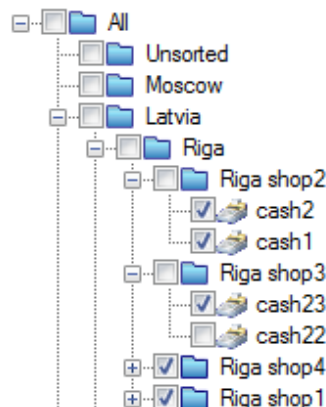 All
Unsorted
Moscow
Latvia
Riga
Riga shop2
cash2
cash1
Riga shop3
cash23
cash22
Riga shop4
Riga shop1